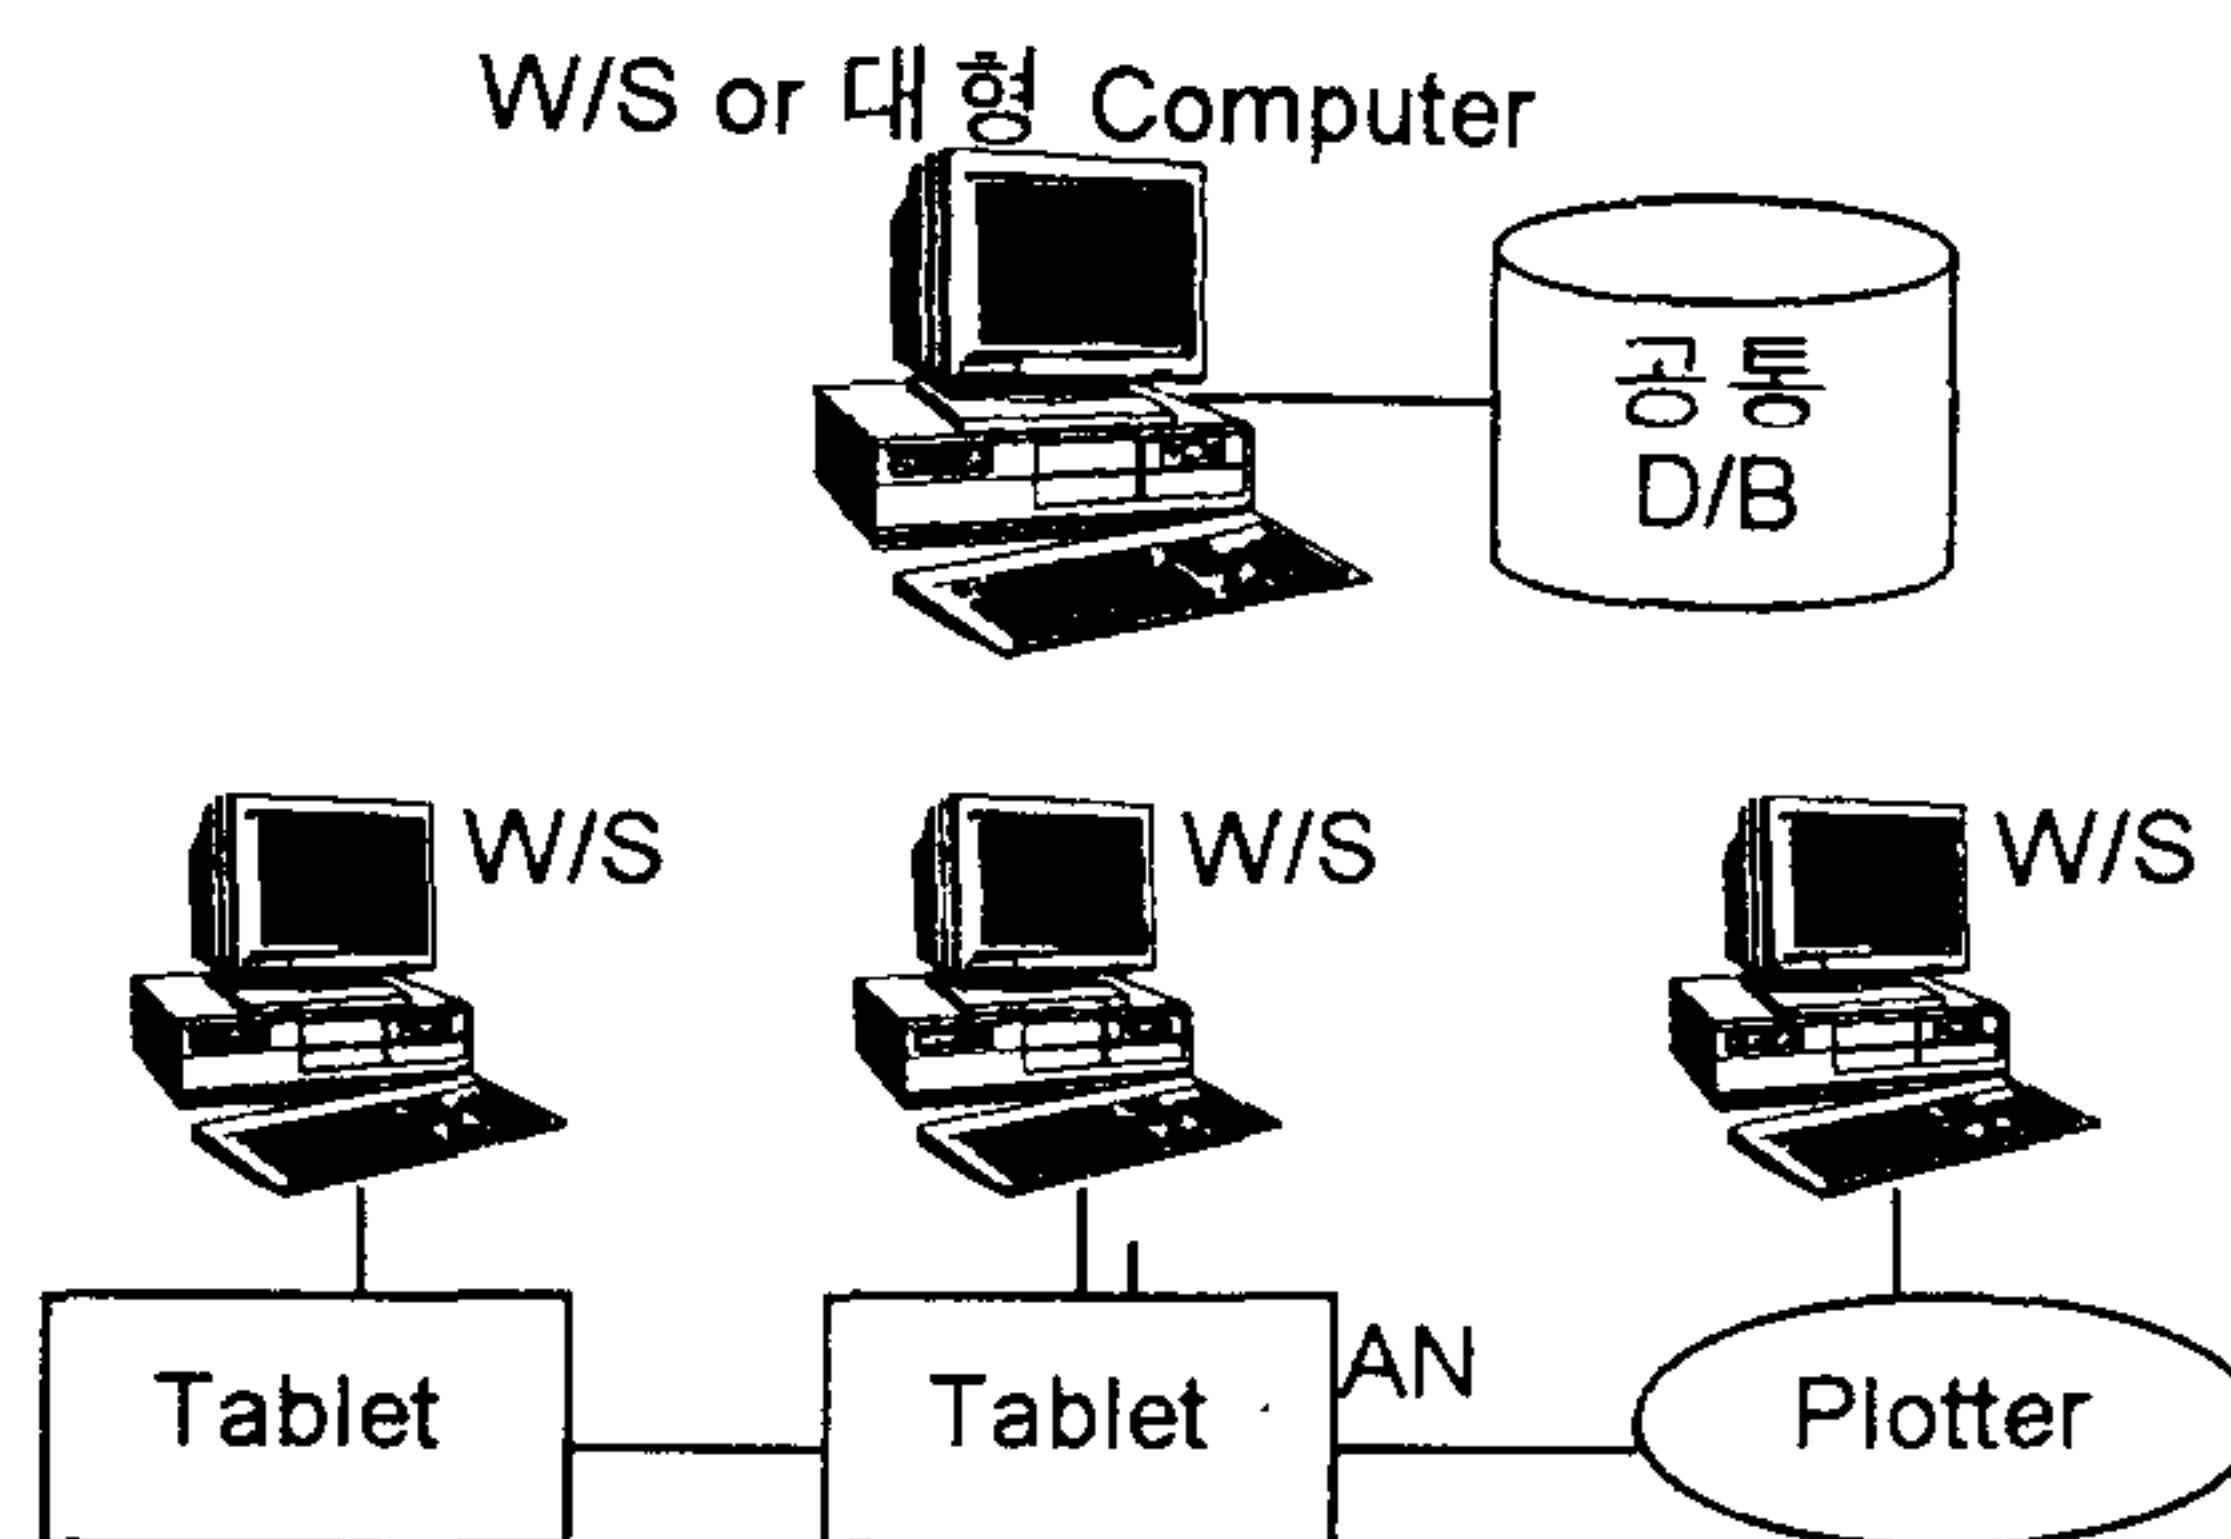 W/S or 대형 Computer
공통
D/B
W/S
W/S
W/S
AN
Tablet
Tablet
Plotter